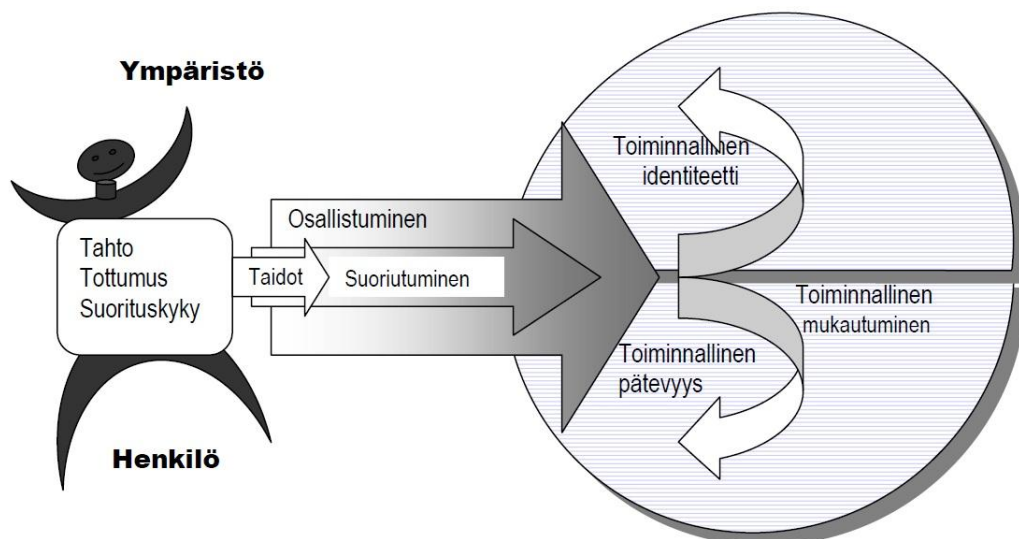 Ympäristö
Tahto
Tottumus
Suorituskyky
Henkilö
Taidot
Osallistuminen
Suoriutuminen
Toiminnallinen
identiteetti
Toiminnallinen
mukautuminen
Toiminnallinen
pätevyys